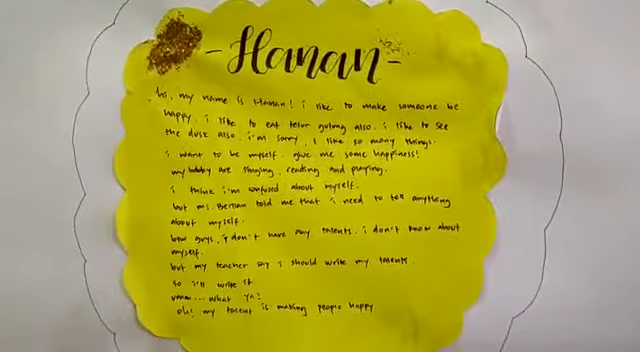 - Hanan -
hi, my name is Hanan! i like to make someone be
happy. i like to eat telur gulung also. i like to see
the dusk also. i'm sorry, i like so many things.
i want to be myself. give me some happiness!
my hobby are singing, reading and playing.
i think i'm confused about myself.
but ms. told me that i need to tell anything
about myself.
btw guys, i don't have any talents. i don't know about
myself.
but my teacher say i should write my talents.
so i'll write it
umm... what ya?
oh! my talent is making people happy